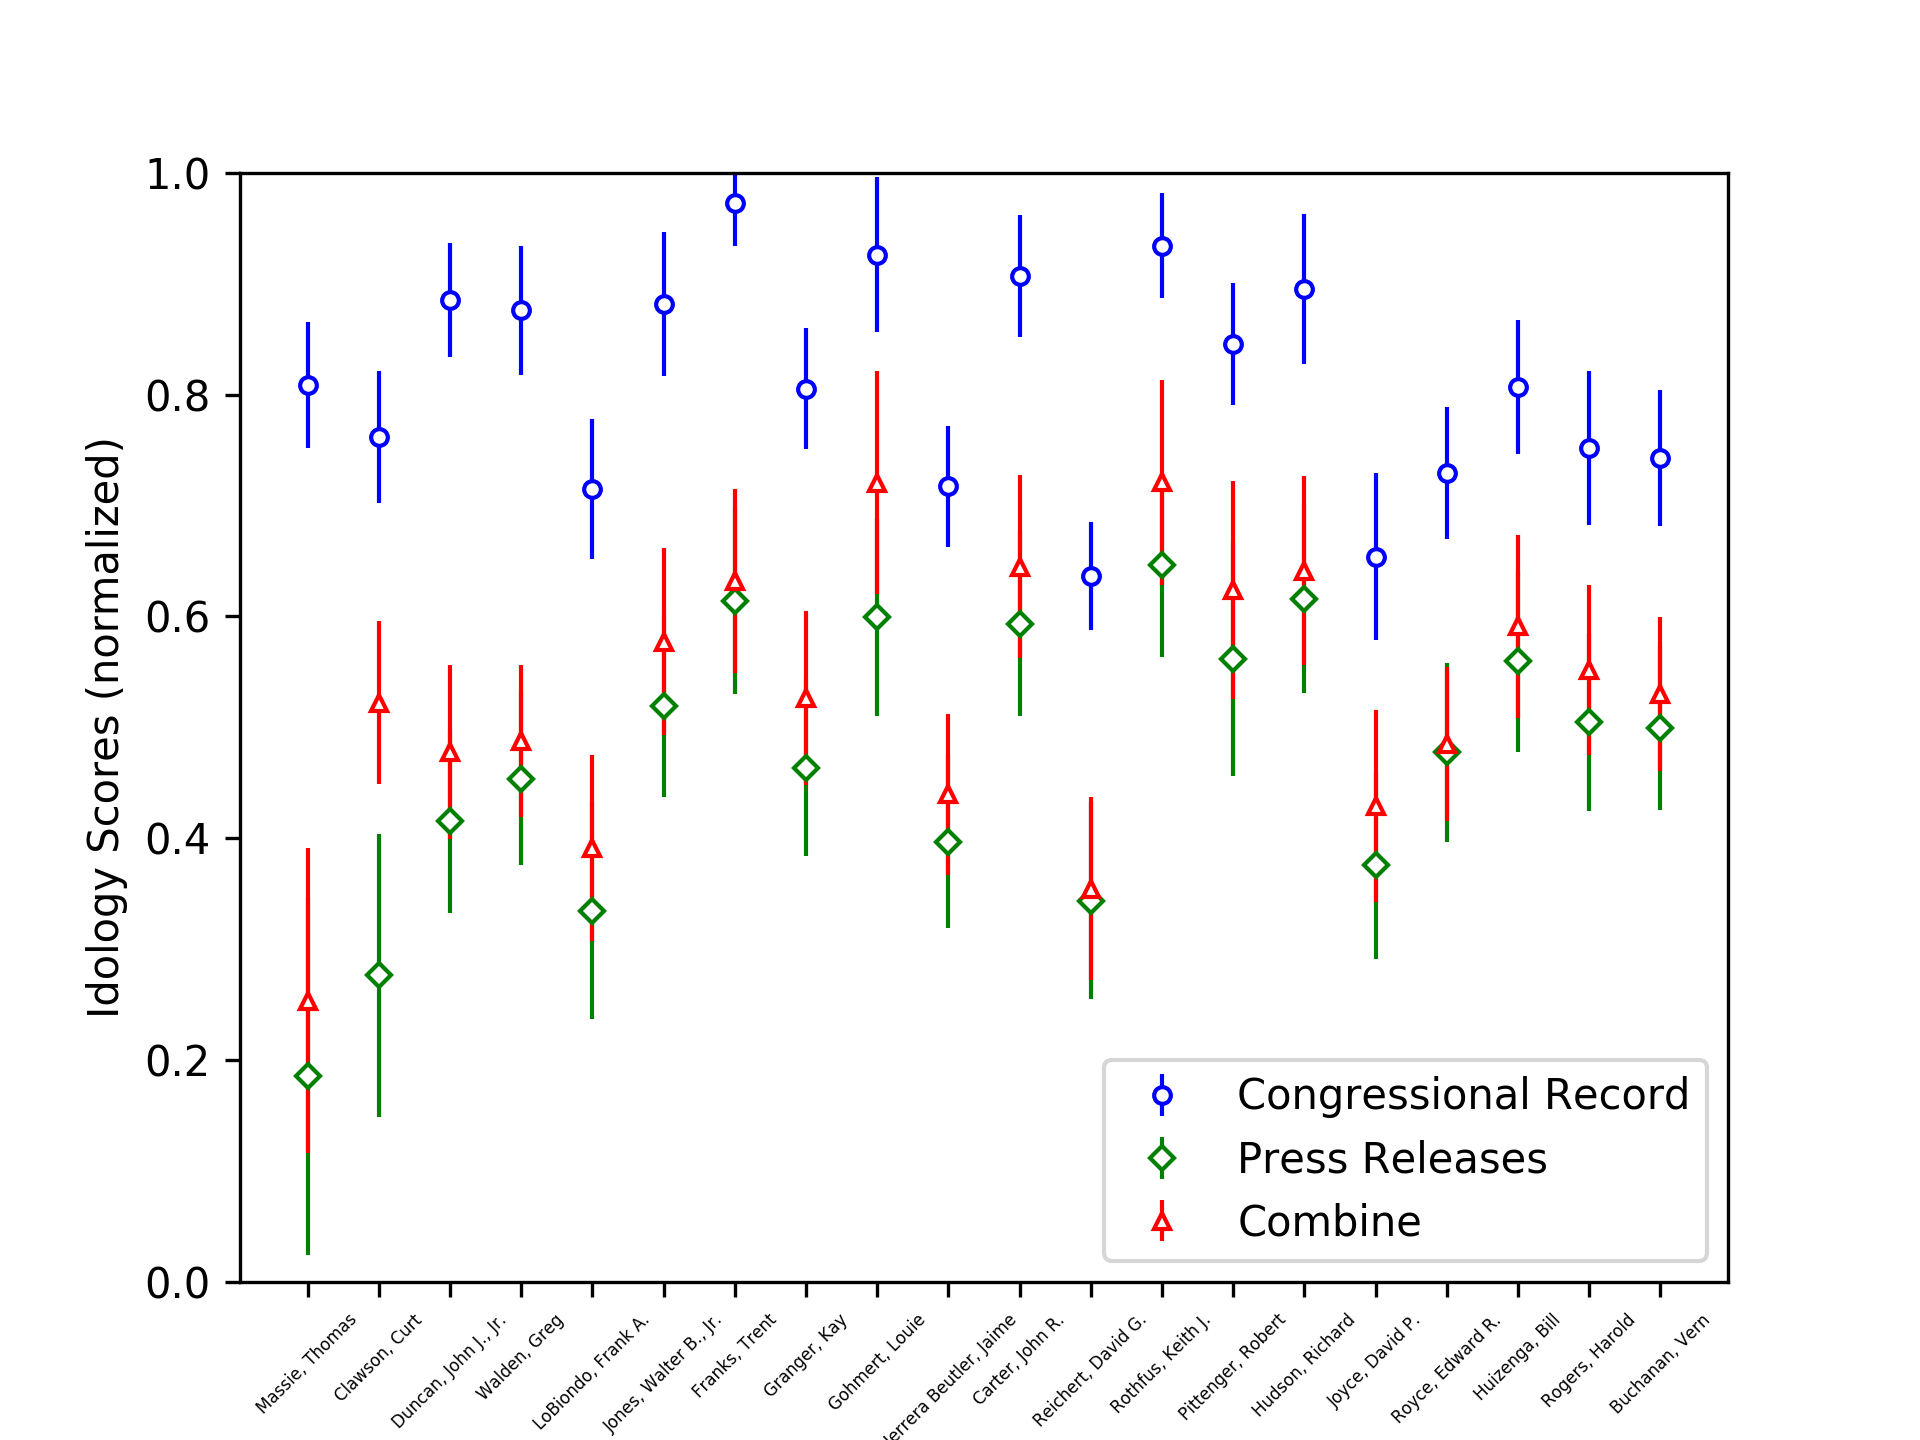 1.0
0.8
0.6
0.4
0.2
0.0
Idology Scores (normalized)
Congressional Record
Press Releases
Combine
Massie, Thomas
Clawson, Curt
Duncan, John J., Jr.
Walden, Greg
LoBiondo, Frank A.
Jones, Walter B., Jr.
Franks, Trent
Granger, Kay
Gohmert, Louie
Beutler, Jaime
Carter, John R.
Reichert, David G.
Rothfus, Keith J.
Pittenger, Robert
Hudson, Richard
Joyce, David P.
Royce, Edward R.
Huizenga, Bill
Rogers, Harold
Buchanan, Vern